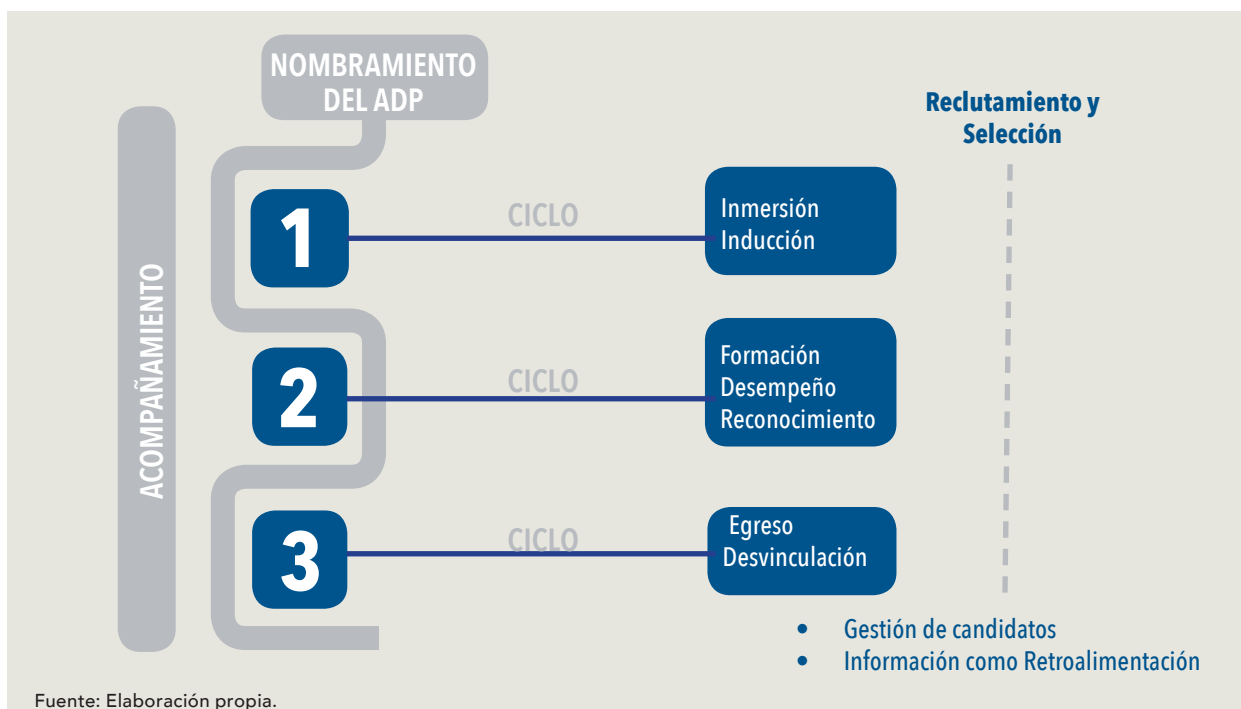 NOMBRAMIENTO
DEL ADP
Reclutamiento y
Selección
ACOMPAÑAMIENTO
1
CICLO
Inmersión
Inducción
2
CICLO
Formación
Desempeño
Reconocimiento
3
CICLO
Egreso
Desvinculación
• Gestión de candidatos
• Información como Retroalimentación
Fuente: Elaboración propia.